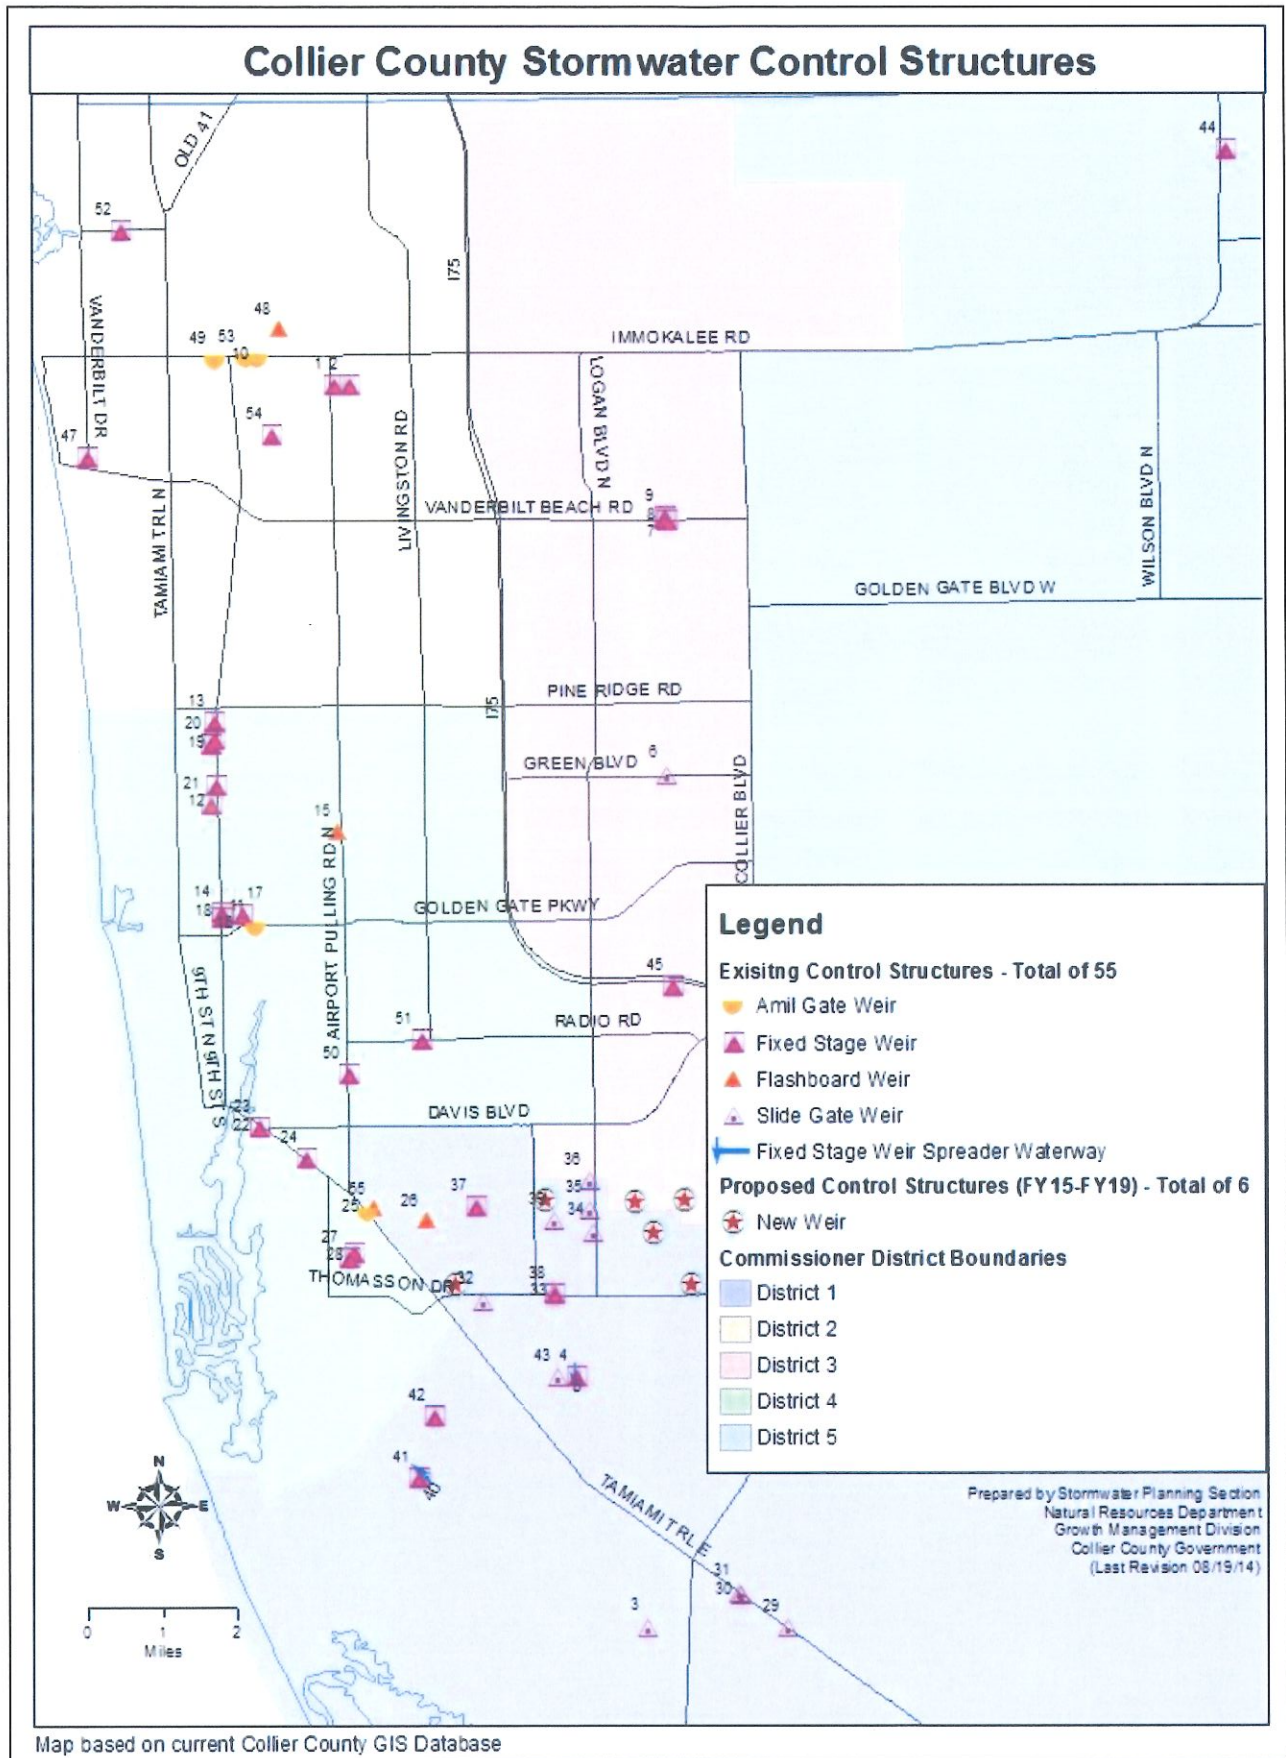 Collier County Stormwater Control Structures
OLD 41
44
52
I75
VANDERBILT DR
48
49 53
10
IMMOKALEE RD
1 2
LOGAN BLVD N
54
LIVINGSTON RD
47
WILSON BLVD N
TAMIAMI TRL N
VANDERBILT BEACH RD
9
8
7
GOLDEN GATE BLVD W
13
PINE RIDGE RD
I75
20
19
GREEN BLVD
6
COLLIER BLVD
21
12
15
AIRPORT PULLING RD N
14
18
11
17
GOLDEN GATE PKWY
45
9TH ST N
9TH ST S
51
RADIO RD
50
23
22
DAVIS BLVD
24
36
35
34
39
37
26
55
25
27
28
THOMASSON DR
32
38
33
43 4
5
42
41
40
TAMIAMI TRL E
31
30
29
3
Legend
Exisitng Control Structures - Total of 55
Amil Gate Weir
Fixed Stage Weir
Flashboard Weir
Slide Gate Weir
Fixed Stage Weir Spreader Waterway
Proposed Control Structures (FY15-FY19) - Total of 6
New Weir
Commissioner District Boundaries
District 1
District 2
District 3
District 4
District 5
N
W E
S
0 1 2
Miles
Prepared by Stormwater Planning Section
Natural Resources Department
Growth Management Division
Collier County Government
(Last Revision 08/19/14)
Map based on current Collier County GIS Database